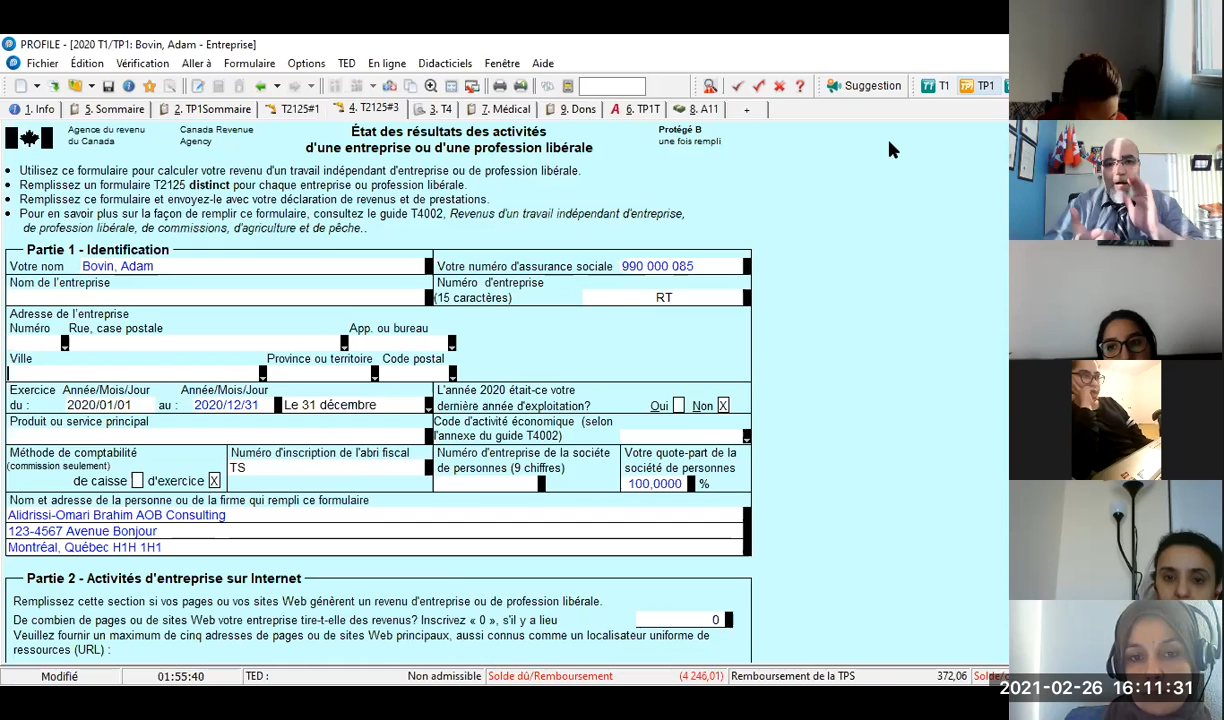 PROFILE - [2020 T1/TP1: Bovin, Adam - Entreprise]
Fichier Édition Vérification Aller à Formulaire Options TED En ligne Didacticiels Fenêtre Aide
Suggestion T1 TP1
1. Info 5. Sommaire 2. TP1Sommaire T2125#1 4. T2125#3 3. T4 7. Médical 9. Dons 6. TP1T 8. A11 +
Agence du revenu
du Canada
Canada Revenue
Agency
État des résultats des activités
d'une entreprise ou d'une profession libérale
Protégé B
une fois rempli
• Utilisez ce formulaire pour calculer votre revenu d'un travail indépendant d'entreprise ou de profession libérale.
• Remplissez un formulaire T2125 distinct pour chaque entreprise ou profession libérale.
• Remplissez ce formulaire et envoyez-le avec votre déclaration de revenus et de prestations.
• Pour en savoir plus sur la façon de remplir ce formulaire, consultez le guide T4002, Revenus d'un travail indépendant d'entreprise,
de profession libérale, de commissions, d'agriculture et de pêche..
Partie 1 - Identification
Votre nom Bovin, Adam
Votre numéro d'assurance sociale 990 000 085
Nom de l'entreprise
Numéro d'entreprise
(15 caractères) RT
Adresse de l'entreprise
Numéro Rue, case postale App. ou bureau
Ville Province ou territoire Code postal
Exercice Année/Mois/Jour Année/Mois/Jour
du : 2020/01/01 au : 2020/12/31 Le 31 décembre
L'année 2020 était-ce votre
dernière année d'exploitation? Oui Non X
Produit ou service principal
Code d'activité économique (selon
l'annexe du guide T4002)
Méthode de comptabilité
(commission seulement)
de caisse d'exercice X
Numéro d'inscription de l'abri fiscal
TS
Numéro d'entreprise de la société
de personnes (9 chiffres)
Votre quote-part de la
société de personnes
100,0000 %
Nom et adresse de la personne ou de la firme qui rempli ce formulaire
Alidrissi-Omari Brahim AOB Consulting
123-4567 Avenue Bonjour
Montréal, Québec H1H 1H1
Partie 2 - Activités d'entreprise sur Internet
Remplissez cette section si vos pages ou vos sites Web génèrent un revenu d'entreprise ou de profession libérale.
De combien de pages ou de sites Web votre entreprise tire-t-elle des revenus? Inscrivez « 0 », s'il y a lieu 0
Veuillez fournir un maximum de cinq adresses de pages ou de sites Web principaux, aussi connus comme un localisateur uniforme de
ressources (URL) :
Modifié 01:55:40 TED : Non admissible Solde dû/Remboursement (4 246,01) Remboursement de la TPS 372,06
2021-02-26 16:11:31